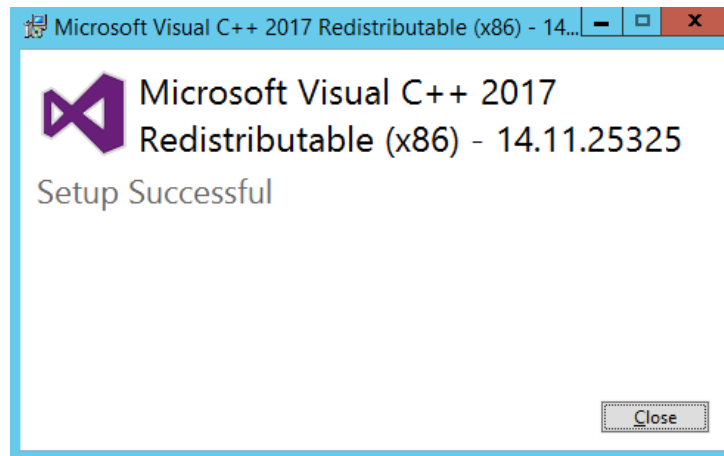 Microsoft Visual C++ 2017 Redistributable (x86) - 14...
Microsoft Visual C++ 2017
Redistributable (x86) - 14.11.25325
Setup Successful
Close